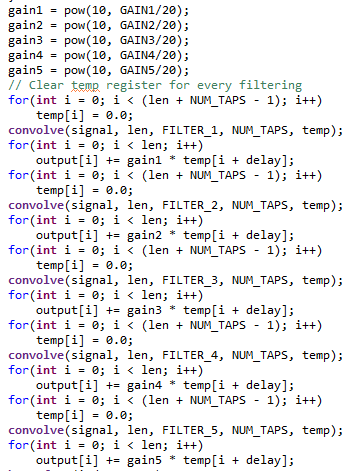 gain1 = pow(10, GAIN1/20);
gain2 = pow(10, GAIN2/20);
gain3 = pow(10, GAIN3/20);
gain4 = pow(10, GAIN4/20);
gain5 = pow(10, GAIN5/20);
// Clear temp register for every filtering
for(int i = 0; i < (len + NUM_TAPS - 1); i++)
    temp[i] = 0.0;
convolve(signal, len, FILTER_1, NUM_TAPS, temp);
for(int i = 0; i < len; i++)
    output[i] += gain1 * temp[i + delay];
for(int i = 0; i < (len + NUM_TAPS - 1); i++)
    temp[i] = 0.0;
convolve(signal, len, FILTER_2, NUM_TAPS, temp);
for(int i = 0; i < len; i++)
    output[i] += gain2 * temp[i + delay];
for(int i = 0; i < (len + NUM_TAPS - 1); i++)
    temp[i] = 0.0;
convolve(signal, len, FILTER_3, NUM_TAPS, temp);
for(int i = 0; i < len; i++)
    output[i] += gain3 * temp[i + delay];
for(int i = 0; i < (len + NUM_TAPS - 1); i++)
    temp[i] = 0.0;
convolve(signal, len, FILTER_4, NUM_TAPS, temp);
for(int i = 0; i < len; i++)
    output[i] += gain4 * temp[i + delay];
for(int i = 0; i < (len + NUM_TAPS - 1); i++)
    temp[i] = 0.0;
convolve(signal, len, FILTER_5, NUM_TAPS, temp);
for(int i = 0; i < len; i++)
    output[i] += gain5 * temp[i + delay];